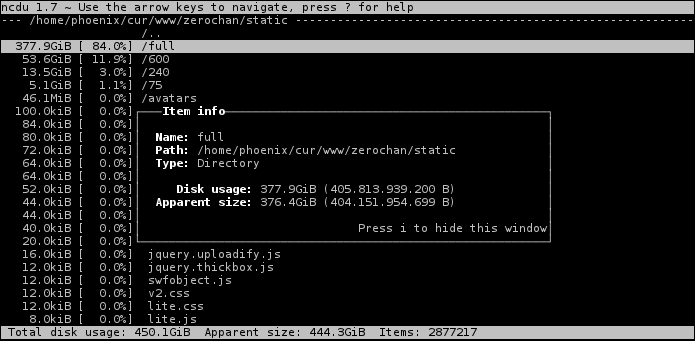 ncdu 1.7 ~ Use the arrow keys to navigate, press ? for help
--- /home/phoenix/cur/www/zerochan/static ---
/..
377.9GiB [ 84.0%] /full
53.6GiB [ 11.9%] /600
13.5GiB [  3.0%] /240
5.1GiB [  1.1%] /75
46.1MiB [  0.0%] /avatars
100.0kiB [  0.0%] Item info
84.0kiB [  0.0%]
80.0kiB [  0.0%] Name: full
72.0kiB [  0.0%] Path: /home/phoenix/cur/www/zerochan/static
64.0kiB [  0.0%] Type: Directory
64.0kiB [  0.0%]
52.0kiB [  0.0%] Disk usage: 377.9GiB (405.813.939.200 B)
44.0kiB [  0.0%] Apparent size: 376.4GiB (404.151.954.699 B)
44.0kiB [  0.0%]
40.0kiB [  0.0%] Press i to hide this window
20.0kiB [  0.0%]
16.0kiB [  0.0%] jquery.uploadify.js
12.0kiB [  0.0%] jquery.thickbox.js
12.0kiB [  0.0%] swfobject.js
12.0kiB [  0.0%] v2.css
12.0kiB [  0.0%] lite.css
8.0kiB [  0.0%] lite.js
Total disk usage: 450.1GiB  Apparent size: 444.3GiB  Items: 2877217